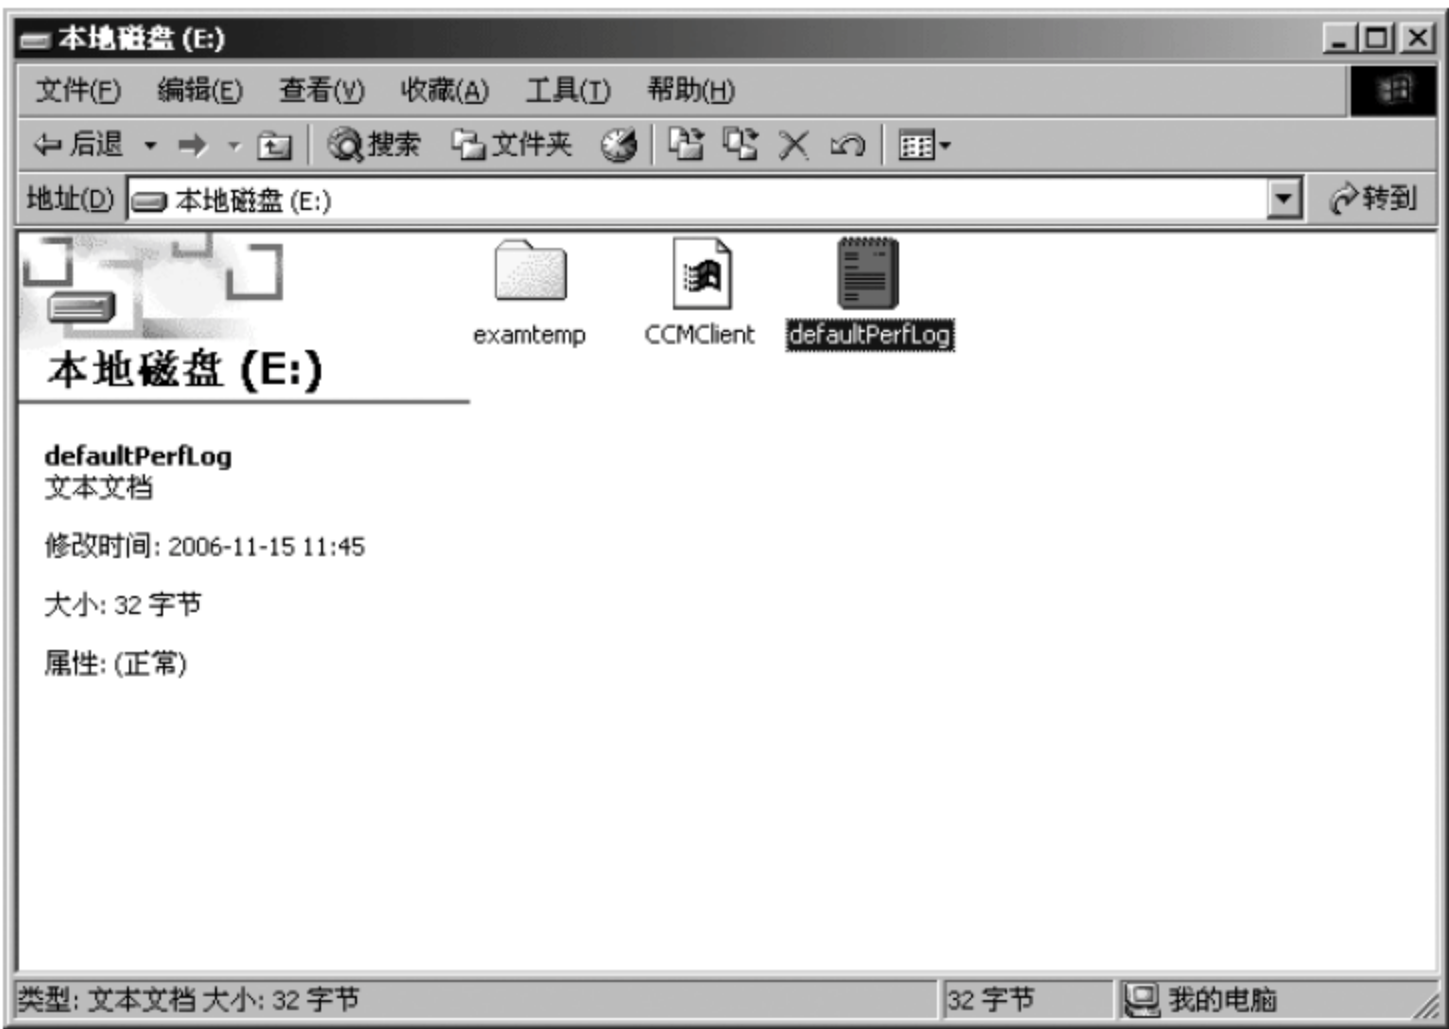 本地磁盘 (E:)
文件(F) 编辑(E) 查看(V) 收藏(A) 工具(T) 帮助(H)
后退 搜索 文件夹
地址(D) 本地磁盘 (E:) 转到
examtemp CCMClient defaultPerfLog
本地磁盘 (E:)
defaultPerfLog
文本文档
修改时间: 2006-11-15 11:45
大小: 32 字节
属性: (正常)
类型: 文本文档 大小: 32 字节 32 字节 我的电脑